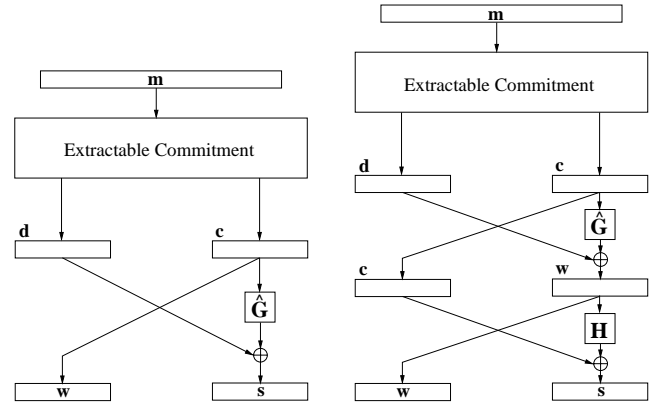 m
Extractable Commitment
d c
Ĝ
w s
m
Extractable Commitment
d c
Ĝ
c w
H
w s